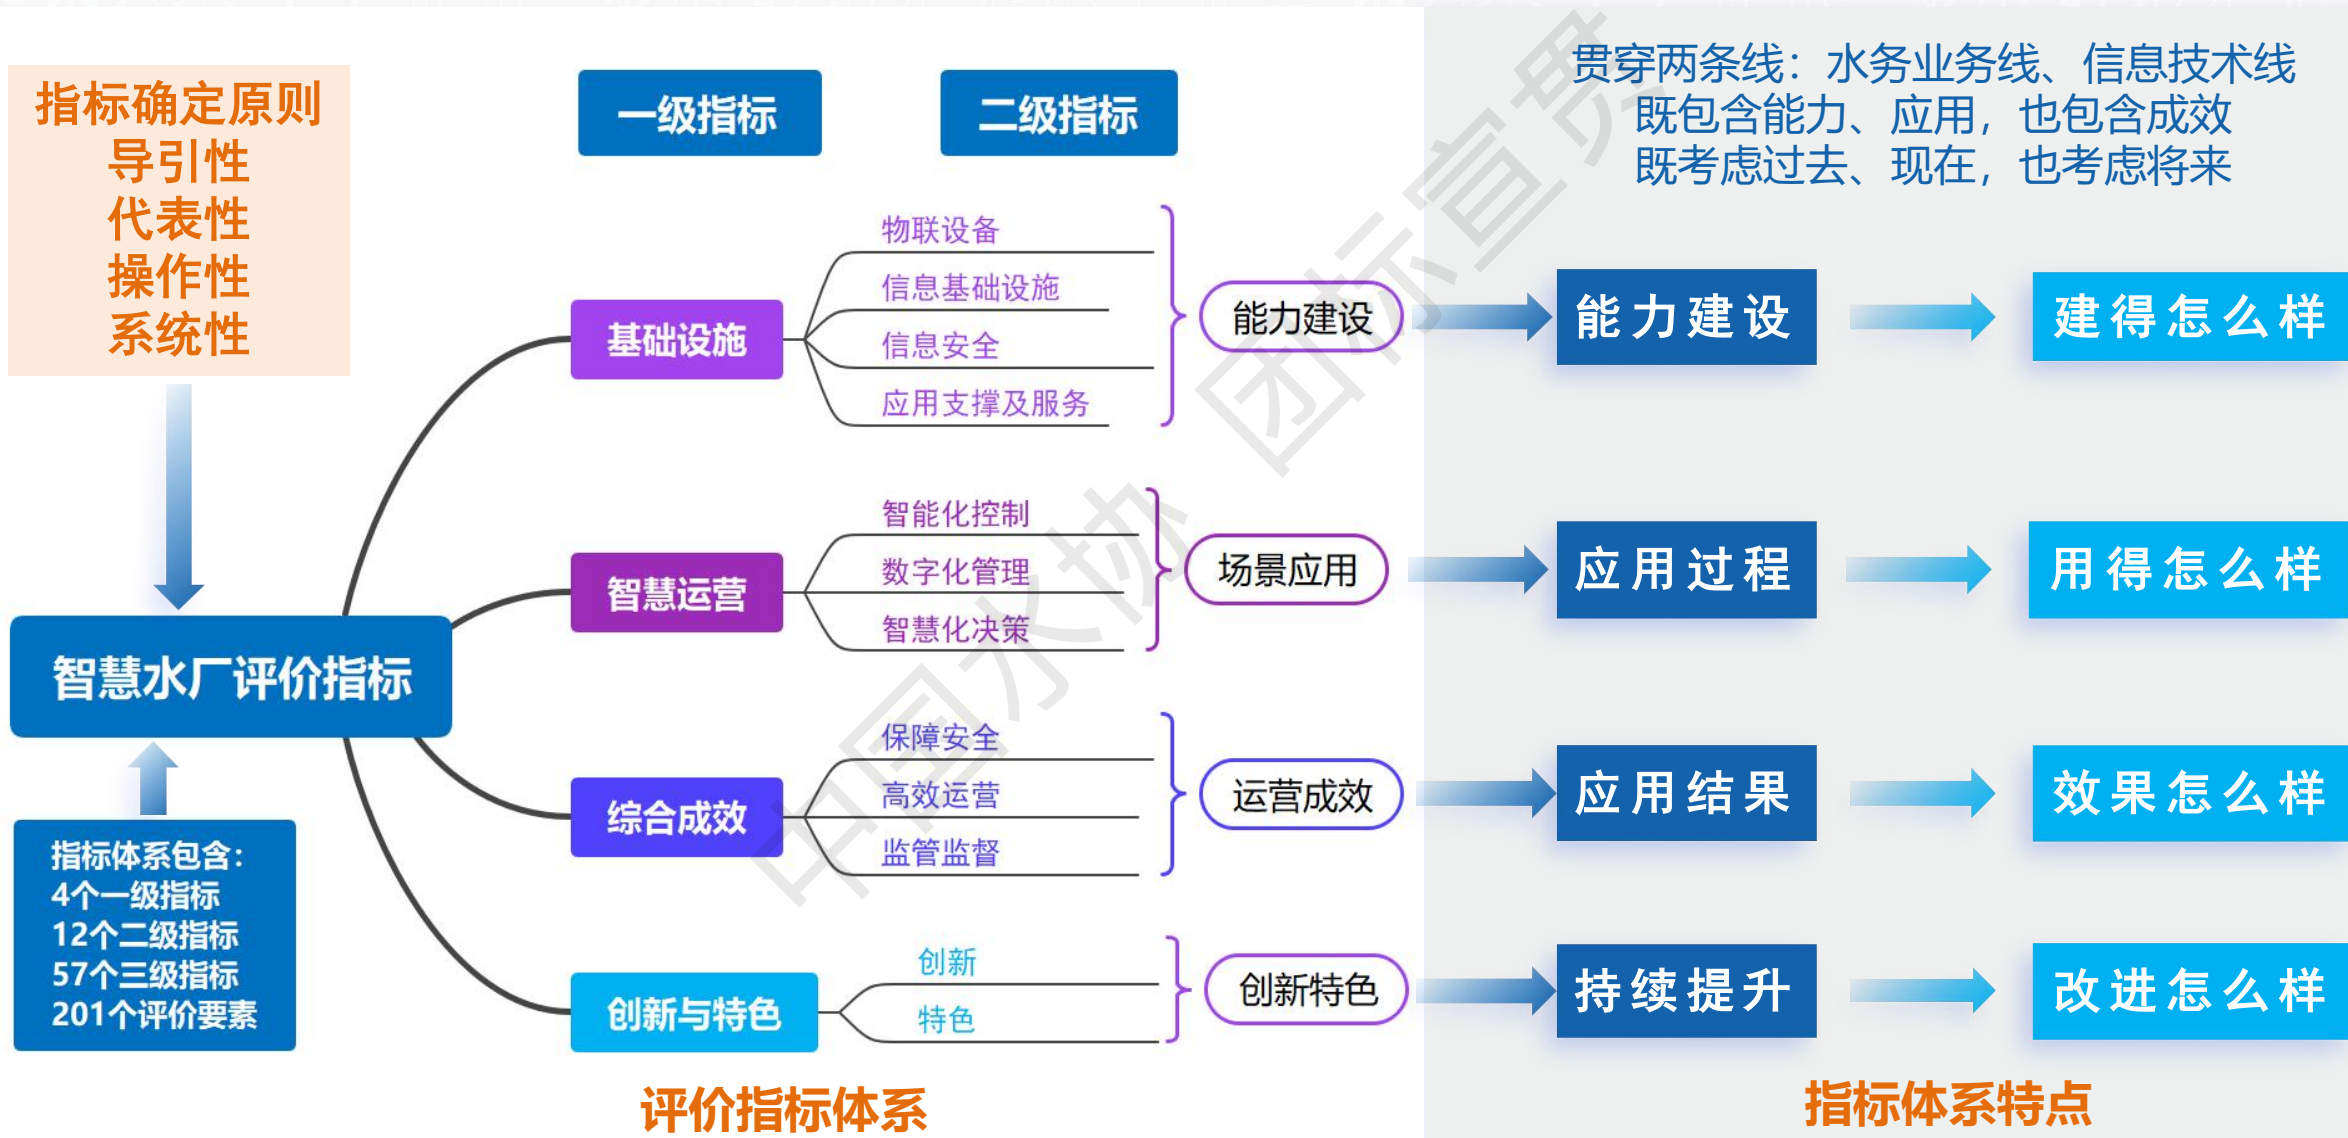 指标确定原则
导引性
代表性
操作性
系统性
智慧水厂评价指标
指标体系包含：
4个一级指标
12个二级指标
57个三级指标
201个评价要素
一级指标
二级指标
基础设施
物联设备
信息基础设施
信息安全
应用支撑及服务
能力建设
智慧运营
智能化控制
数字化管理
智慧化决策
场景应用
综合成效
保障安全
高效运营
监管监督
运营成效
创新与特色
创新
特色
创新特色
评价指标体系
贯穿两条线：水务业务线、信息技术线
既包含能力、应用，也包含成效
既考虑过去、现在，也考虑将来
能力建设
建得怎么样
应用过程
用得怎么样
应用结果
效果怎么样
持续提升
改进怎么样
指标体系特点
中国水协 团标宣贯